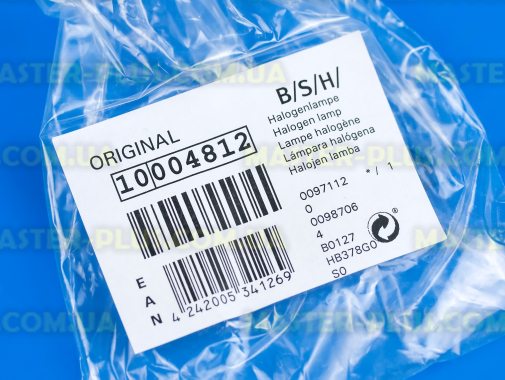 B/S/H/
ORIGINAL
10004812
Halogenlampe
Halogen lamp
Lampe halogène
Lámpara halógena
Halojen lamba
0097112 * / 1
0
0098706
4
B0127
HB378G0
S0
®
EAN
4 242005 341269
MASTER-PLUS.COM.UA